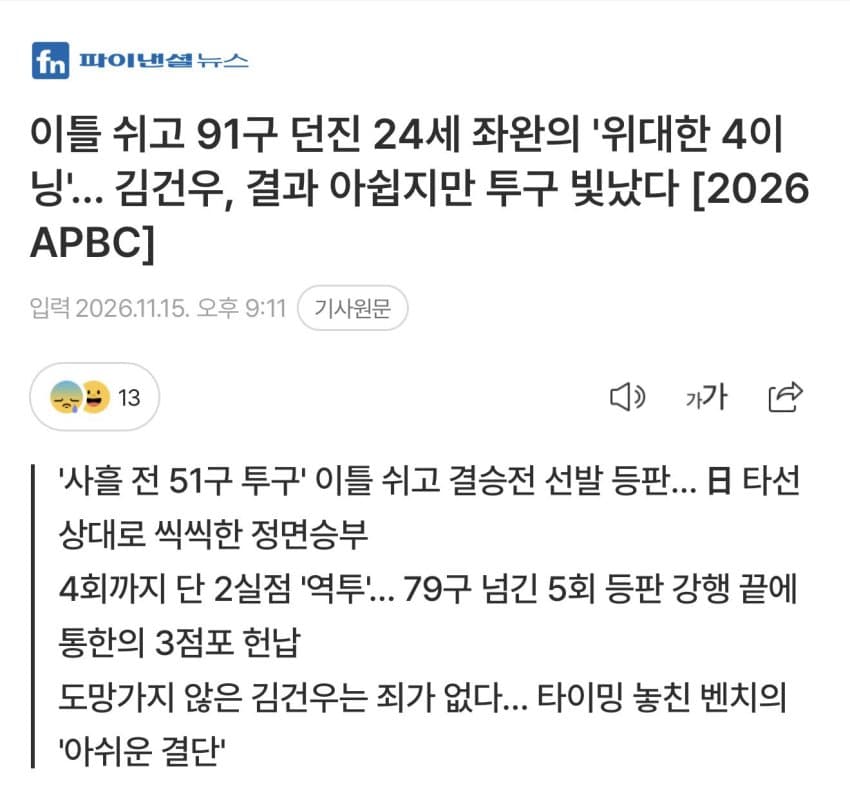 fn 파이낸셜뉴스
이틀 쉬고 91구 던진 24세 좌완의 '위대한 4이
닝'... 김건우, 결과 아쉽지만 투구 빛났다 [2026
APBC]
입력 2026.11.15. 오후 9:11 기사원문
13 가가
'사흘 전 51구 투구' 이틀 쉬고 결승전 선발 등판... 日 타선
상대로 씩씩한 정면승부
4회까지 단 2실점 '역투'... 79구 넘긴 5회 등판 강행 끝에
통한의 3점포 헌납
도망가지 않은 김건우는 죄가 없다... 타이밍 놓친 벤치의
'아쉬운 결단'